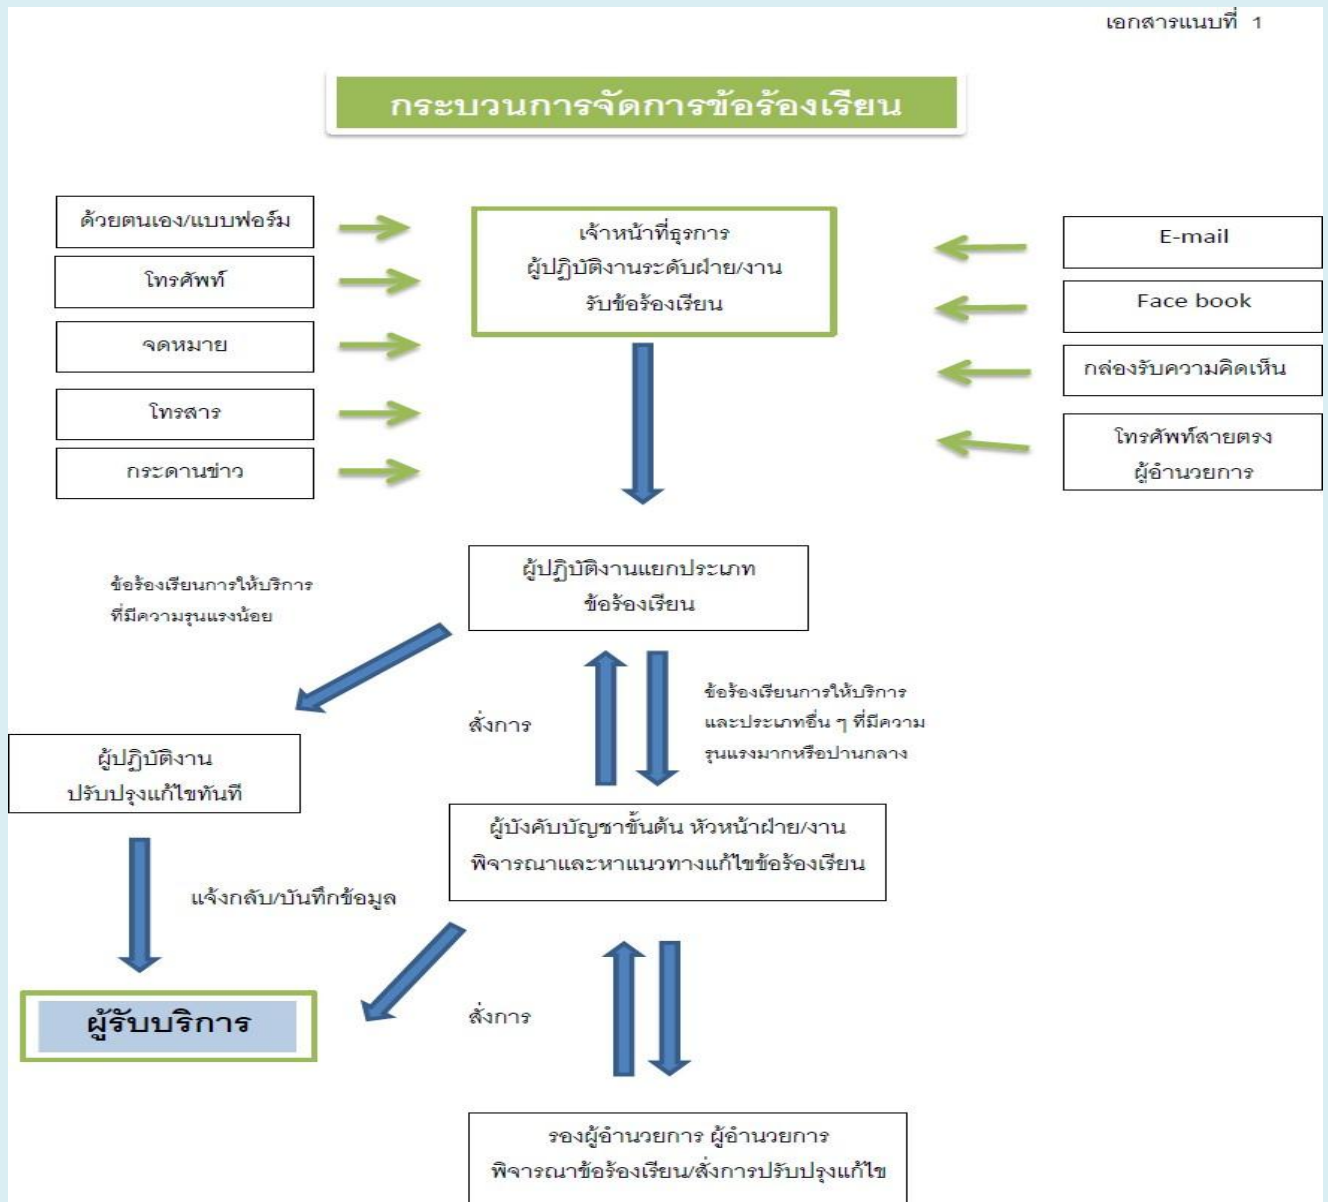 เอกสารแนบที่ 1
กระบวนการจัดการข้อร้องเรียน
ด้วยตนเอง/แบบฟอร์ม
โทรศัพท์
จดหมาย
โทรสาร
กระดานข่าว
เจ้าหน้าที่ธุรการ
ผู้ปฏิบัติงานระดับฝ่าย/งาน
รับข้อร้องเรียน
E-mail
Face book
กล่องรับความคิดเห็น
โทรศัพท์สายตรง
ผู้อำนวยการ
ผู้ปฏิบัติงานแยกประเภท
ข้อร้องเรียน
ข้อร้องเรียนการให้บริการ
ที่มีความรุนแรงน้อย
สั่งการ
ข้อร้องเรียนการให้บริการ
และประเภทอื่น ๆ ที่มีความ
รุนแรงมากหรือปานกลาง
ผู้ปฏิบัติงาน
ปรับปรุงแก้ไขทันที
ผู้บังคับบัญชาขั้นต้น หัวหน้าฝ่าย/งาน
พิจารณาและหาแนวทางแก้ไขข้อร้องเรียน
แจ้งกลับ/บันทึกข้อมูล
ผู้รับบริการ
สั่งการ
รองผู้อำนวยการ ผู้อำนวยการ
พิจารณาข้อร้องเรียน/สั่งการปรับปรุงแก้ไข